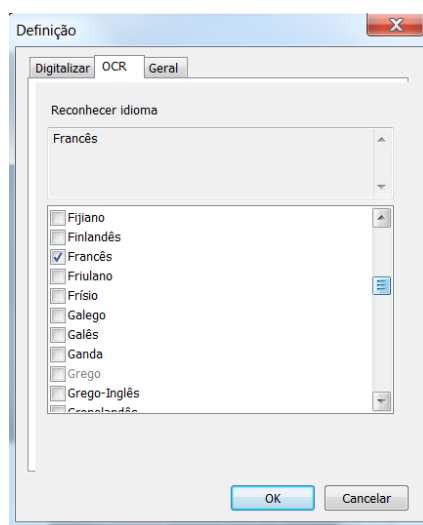 Definição
Digitalizar OCR Geral
Reconhecer idioma
Francês
Fijiano
Finlandês
Francês
Friulano
Frísio
Galego
Galês
Ganda
Grego
Grego-Inglês
OK Cancelar